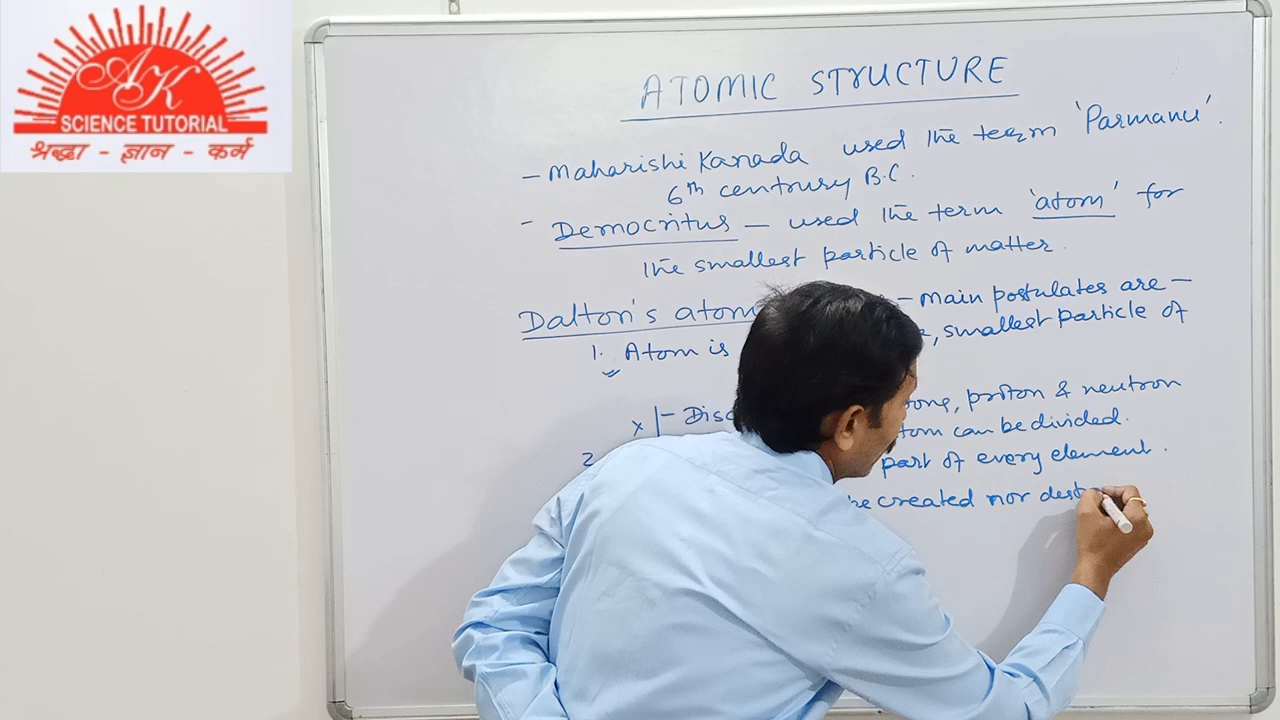 AK
SCIENCE TUTORIAL
श्रद्धा - ज्ञान - कर्म
ATOMIC STRUCTURE
- Maharishi Kanada used the term 'Parmanu'.
6th centrury B.C.
- Democritus - used the term 'atom' for
the smallest particle of matter.
Dalton's atom - Main postulates are -
1. Atom is , smallest particle of
x | - Disc proton & neutron
can be divided.
2 part of every element.
be created nor dest